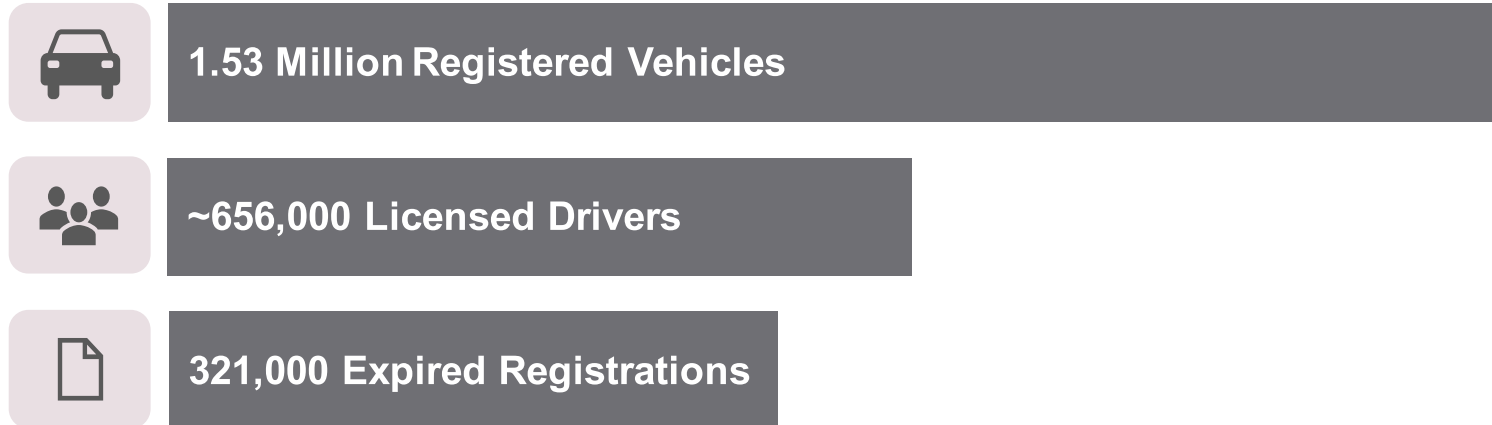 1.53 Million Registered Vehicles
~656,000 Licensed Drivers
321,000 Expired Registrations